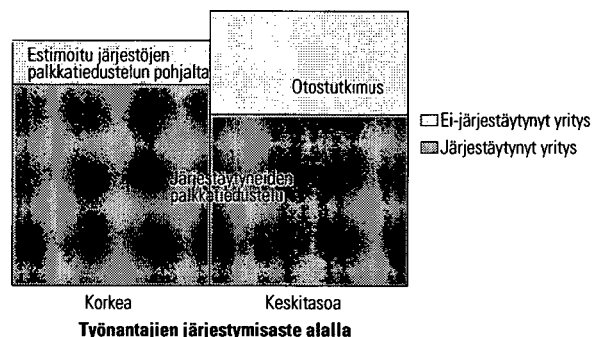 Estimoitu järjestöjen
palkkatiedustelun pohjalta
Otostutkimus
Ei-järjestäytynyt yritys
Järjestäytynyt yritys
Järjestäytyneiden
palkkatiedustelu
Korkea
Keskitasoa
Työnantajien järjestymisaste alalla